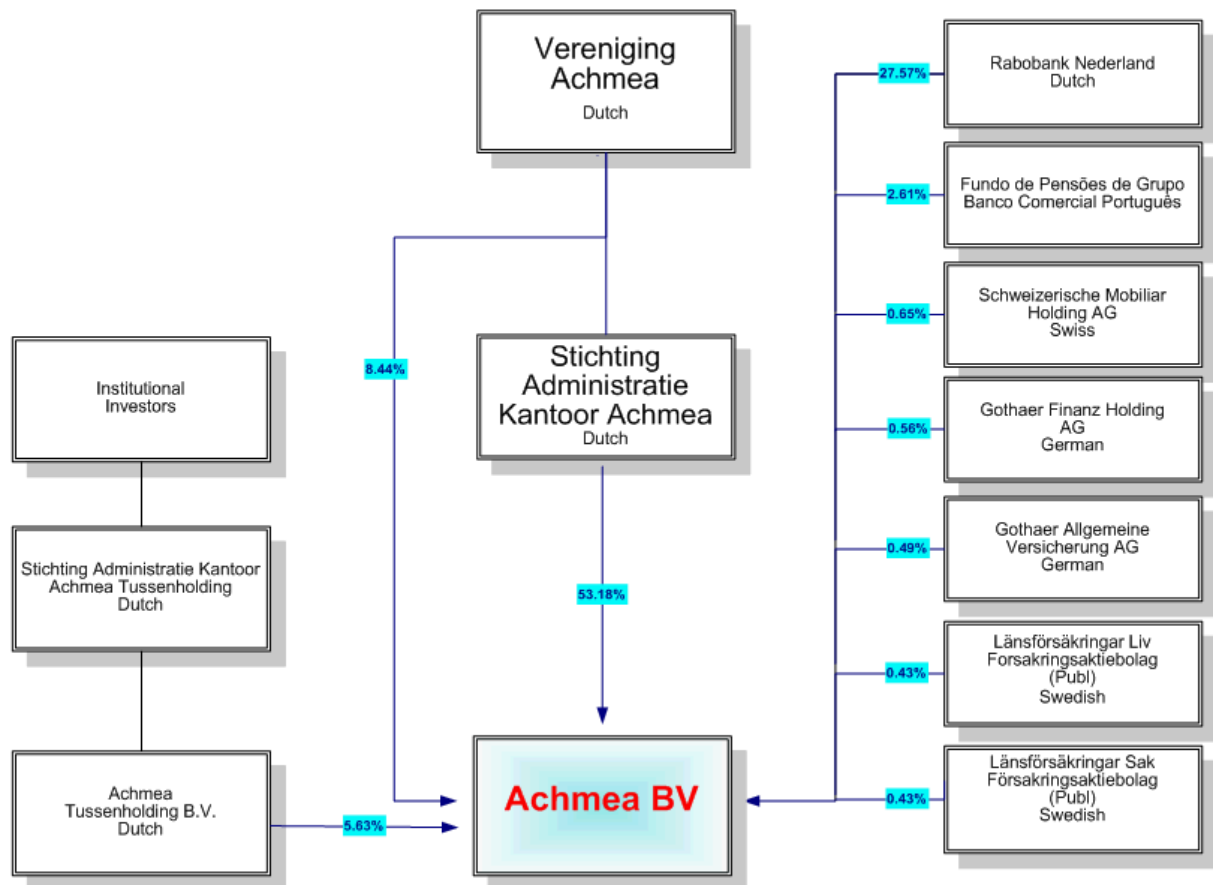 Vereniging
Achmea
Dutch
27.57%
Rabobank Nederland
Dutch
2.61%
Fundo de Pensões de Grupo
Banco Comercial Português
0.65%
Schweizerische Mobiliar
Holding AG
Swiss
8.44%
Stichting
Administratie
Kantoor Achmea
Dutch
Institutional
Investors
0.56%
Gothaer Finanz Holding
AG
German
0.49%
Gothaer Allgemeine
Versicherung AG
German
Stichting Administratie Kantoor
Achmea Tussenholding
Dutch
53.18%
0.43%
Länsförsäkringar Liv
Forsakringsaktiebolag
(Publ)
Swedish
Achmea
Tussenholding B.V.
Dutch
5.63%
Achmea BV
0.43%
Länsförsäkringar Sak
Försakringsaktiebolag
(Publ)
Swedish